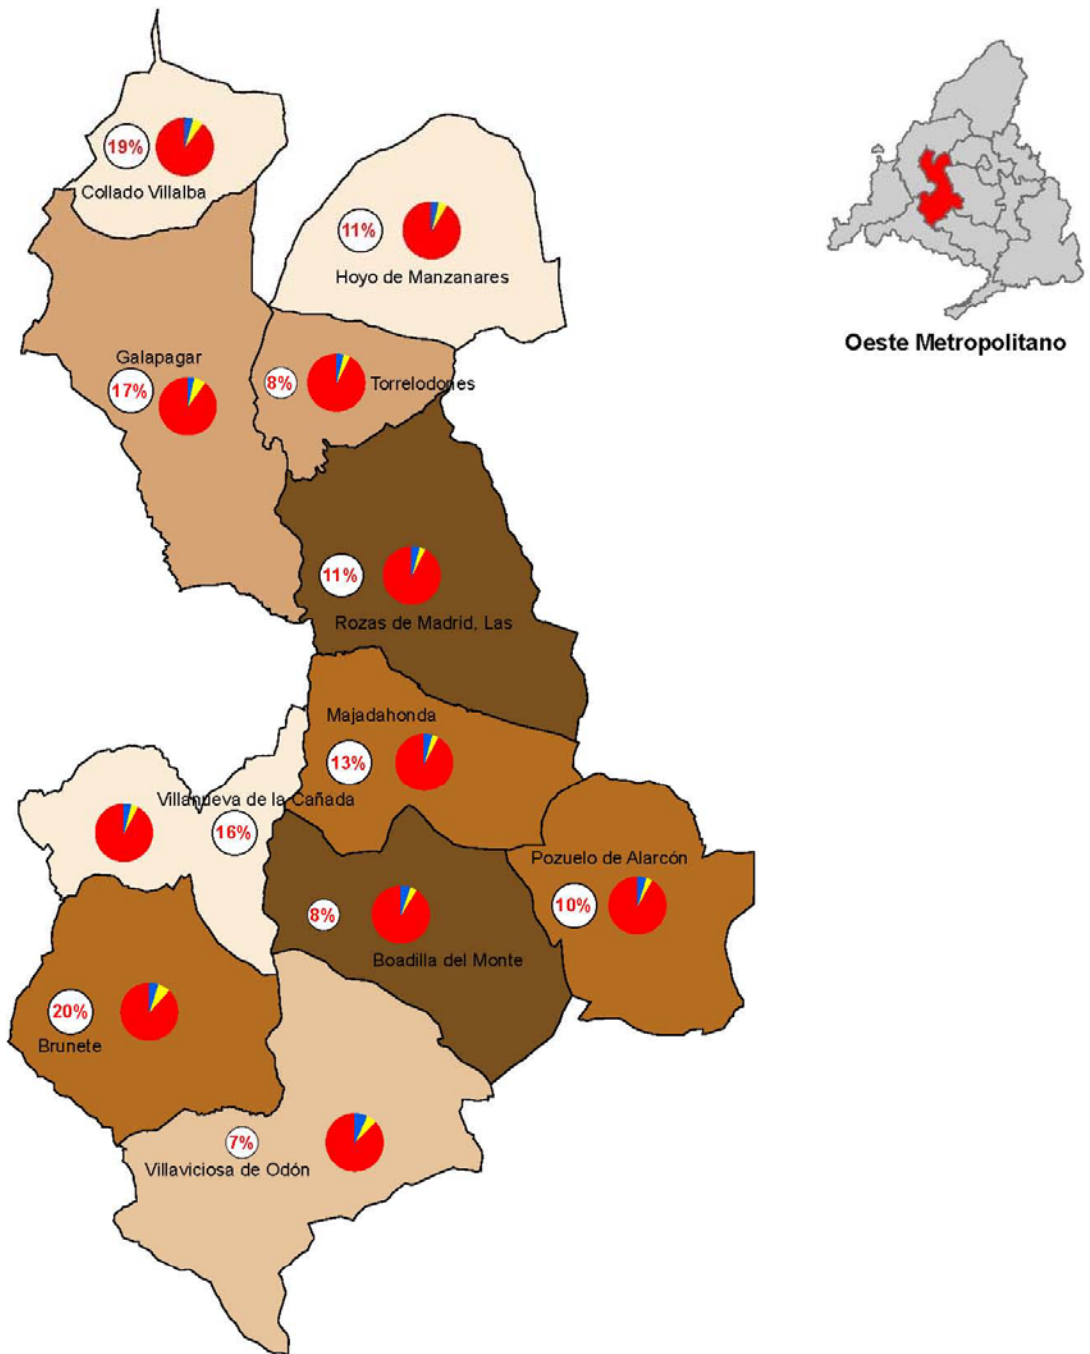 19%
Collado Villalba
11%
Hoyo de Manzanares
Oeste Metropolitano
Galapagar
17%
8%
Torrelodones
11%
Rozas de Madrid, Las
Majadahonda
13%
Villanueva de la Cañada
16%
Pozuelo de Alarcón
10%
8%
Boadilla del Monte
20%
Brunete
7%
Villaviciosa de Odón